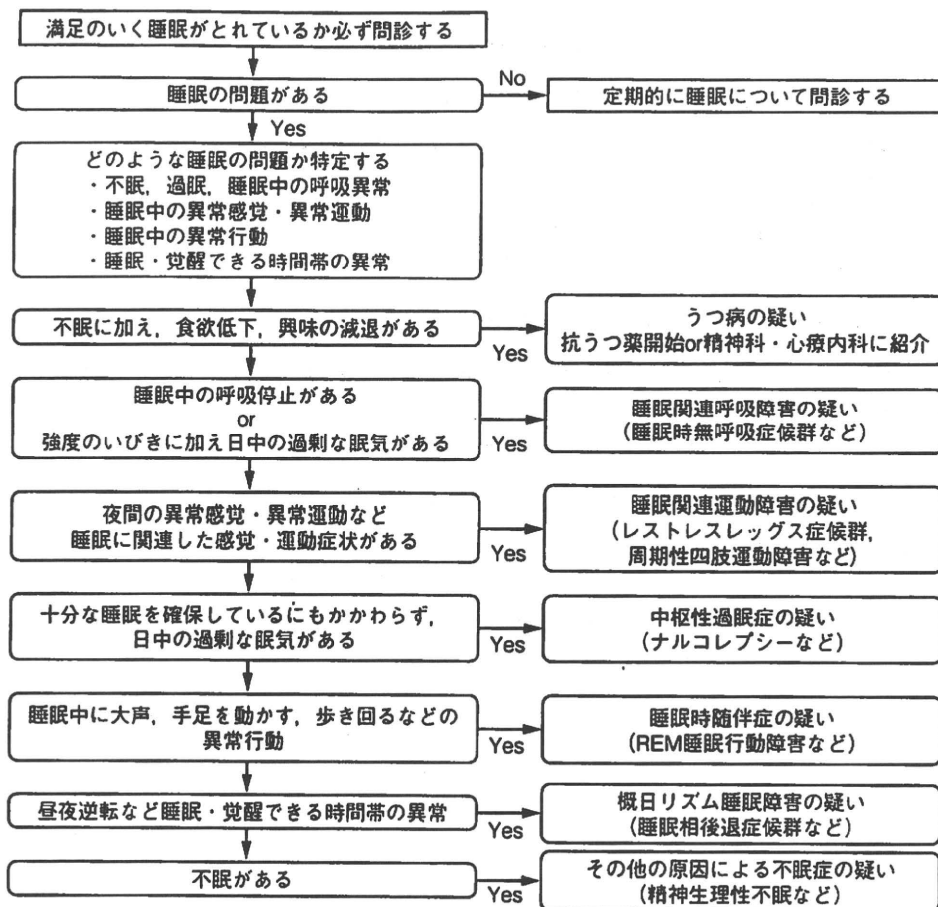 満足のいく睡眠がとれているか必ず問診する
睡眠の問題がある
No
定期的に睡眠について問診する
Yes
どのような睡眠の問題か特定する
・不眠，過眠，睡眠中の呼吸異常
・睡眠中の異常感覚・異常運動
・睡眠中の異常行動
・睡眠・覚醒できる時間帯の異常
不眠に加え，食欲低下，興味の減退がある
Yes
うつ病の疑い
抗うつ薬開始or精神科・心療内科に紹介
睡眠中の呼吸停止がある
or
強度のいびきに加え日中の過剰な眠気がある
Yes
睡眠関連呼吸障害の疑い
(睡眠時無呼吸症候群など)
夜間の異常感覚・異常運動など
睡眠に関連した感覚・運動症状がある
Yes
睡眠関連運動障害の疑い
(レストレスレッグス症候群，
周期性四肢運動障害など)
十分な睡眠を確保しているにもかかわらず，
日中の過剰な眠気がある
Yes
中枢性過眠症の疑い
(ナルコレプシーなど)
睡眠中に大声，手足を動かす，歩き回るなどの
異常行動
Yes
睡眠時随伴症の疑い
(REM睡眠行動障害など)
昼夜逆転など睡眠・覚醒できる時間帯の異常
Yes
概日リズム睡眠障害の疑い
(睡眠相後退症候群など)
不眠がある
Yes
その他の原因による不眠症の疑い
(精神生理性不眠など)